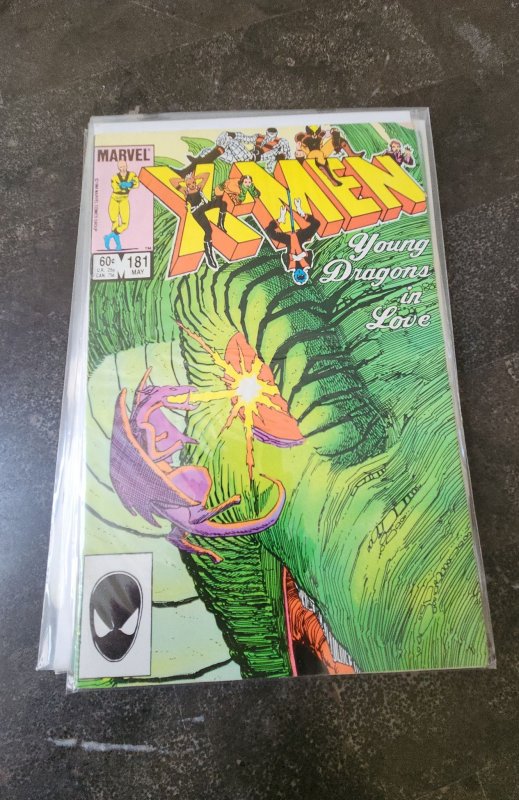 MARVEL
X-MEN
60¢
181
MAY
Young
Dragons
in
Love